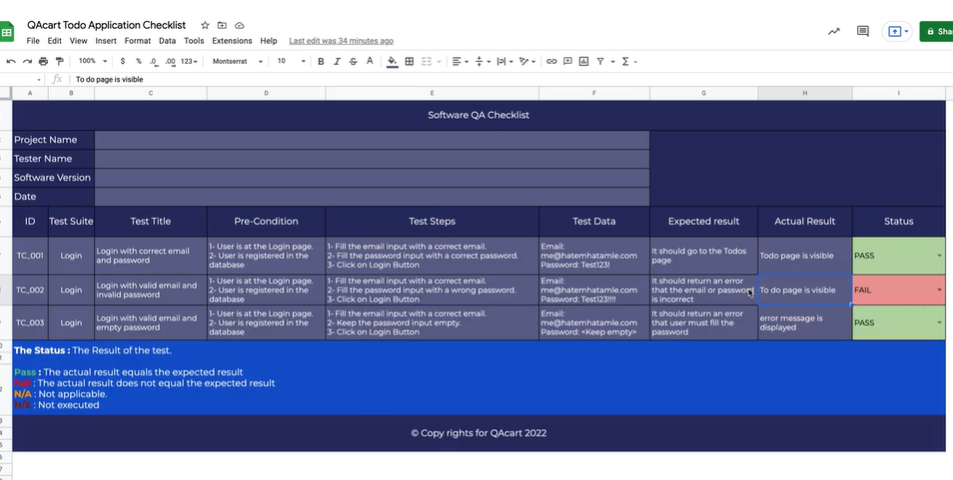 QAcart Todo Application Checklist
File Edit View Insert Format Data Tools Extensions Help Last edit was 34 minutes ago
Sha
100% $ % .0 .00 123 Montserrat 10 B I S A
fx To do page is visible
A B C D E F G H I
Software QA Checklist
Project Name
Tester Name
Software Version
Date
ID Test Suite Test Title Pre-Condition Test Steps Test Data Expected result Actual Result Status
TC_001
Login
Login with correct email
and password
1- User is at the Login page.
2- User is registered in the
database
1- Fill the email input with a correct email.
2- Fill the password input with a correct password.
3- Click on Login Button
Email:
me@hatemhatamle.com
Password: Test123!
It should go to the Todos
page
Todo page is visible
PASS
TC_002
Login
Login with valid email and
invalid password
1- User is at the Login page.
2- User is registered in the
database
1- Fill the email input with a correct email.
2- Fill the password input with a wrong password.
3- Click on Login Button
Email:
me@hatemhatamle.com
Password: Test123!!!!
It should return an error
that the email or password
is incorrect
To do page is visible
FAIL
TC_003
Login
Login with valid email and
empty password
1- User is at the Login page.
2- User is registered in the
database
1- Fill the email input with a correct email.
2- Keep the password input empty.
3- Click on Login Button
Email:
me@hatemhatamle.com
Password: <Keep empty>
It should return an error
that user must fill the
password
error message is
displayed
PASS
The Status : The Result of the test.
Pass : The actual result equals the expected result
Fail : The actual result does not equal the expected result
N/A : Not applicable.
N/E : Not executed
© Copy rights for QAcart 2022